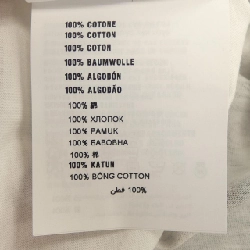 100% COTONE
100% COTTON
100% COTON
100% BAUMWOLLE
100% ALGODÓN
100% ALGODÃO
100% 綿
100% ХЛОПОК
100% PAMUK
100% БАВОВНА
100% 棉
100% KATUN
100% BÔNG COTTON
100% قطن